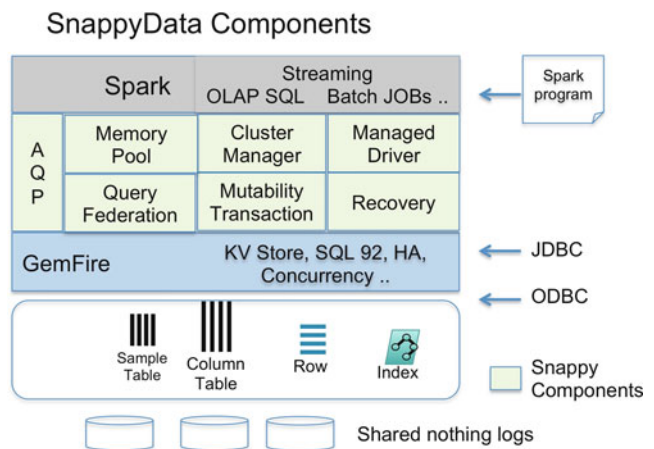 SnappyData Components
Spark
Streaming
OLAP SQL Batch JOBs ..
Spark
program
A
Q
P
Memory
Pool
Cluster
Manager
Managed
Driver
Query
Federation
Mutability
Transaction
Recovery
GemFire
KV Store, SQL 92, HA,
Concurrency ..
JDBC
ODBC
Sample
Table
Column
Table
Row
Index
Snappy
Components
Shared nothing logs